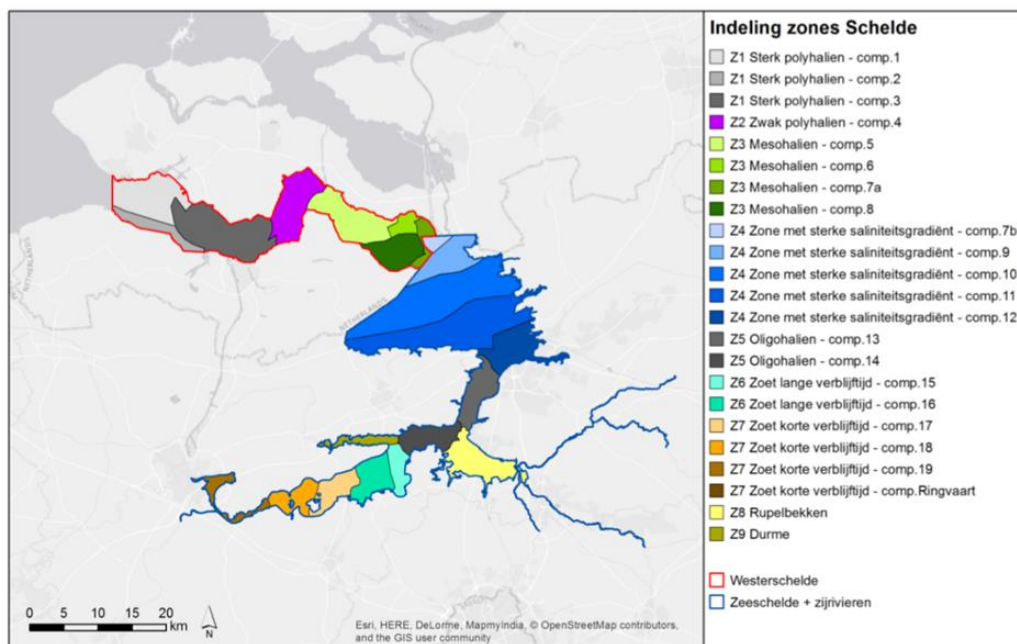 Indeling zones Schelde
Z1 Sterk polyhalien - comp.1
Z1 Sterk polyhalien - comp.2
Z1 Sterk polyhalien - comp.3
Z2 Zwak polyhalien - comp.4
Z3 Mesohalien - comp.5
Z3 Mesohalien - comp.6
Z3 Mesohalien - comp.7a
Z3 Mesohalien - comp.8
Z4 Zone met sterke saliniteitsgradiënt - comp.7b
Z4 Zone met sterke saliniteitsgradiënt - comp.9
Z4 Zone met sterke saliniteitsgradiënt - comp.10
Z4 Zone met sterke saliniteitsgradiënt - comp.11
Z4 Zone met sterke saliniteitsgradiënt - comp.12
Z5 Oligohalien - comp.13
Z5 Oligohalien - comp.14
Z6 Zoet lange verblijftijd - comp.15
Z6 Zoet lange verblijftijd - comp.16
Z7 Zoet korte verblijftijd - comp.17
Z7 Zoet korte verblijftijd - comp.18
Z7 Zoet korte verblijftijd - comp.19
Z7 Zoet korte verblijftijd - comp.Ringvaart
Z8 Rupelbekken
Z9 Durme
Westerschelde
Zeeschelde + zijrivieren
NETHERLANDS
NETHERLANDS
0 5 10 15 20
km
N
Esri, HERE, DeLorme, MapmyIndia, © OpenStreetMap contributors,
and the GIS user community